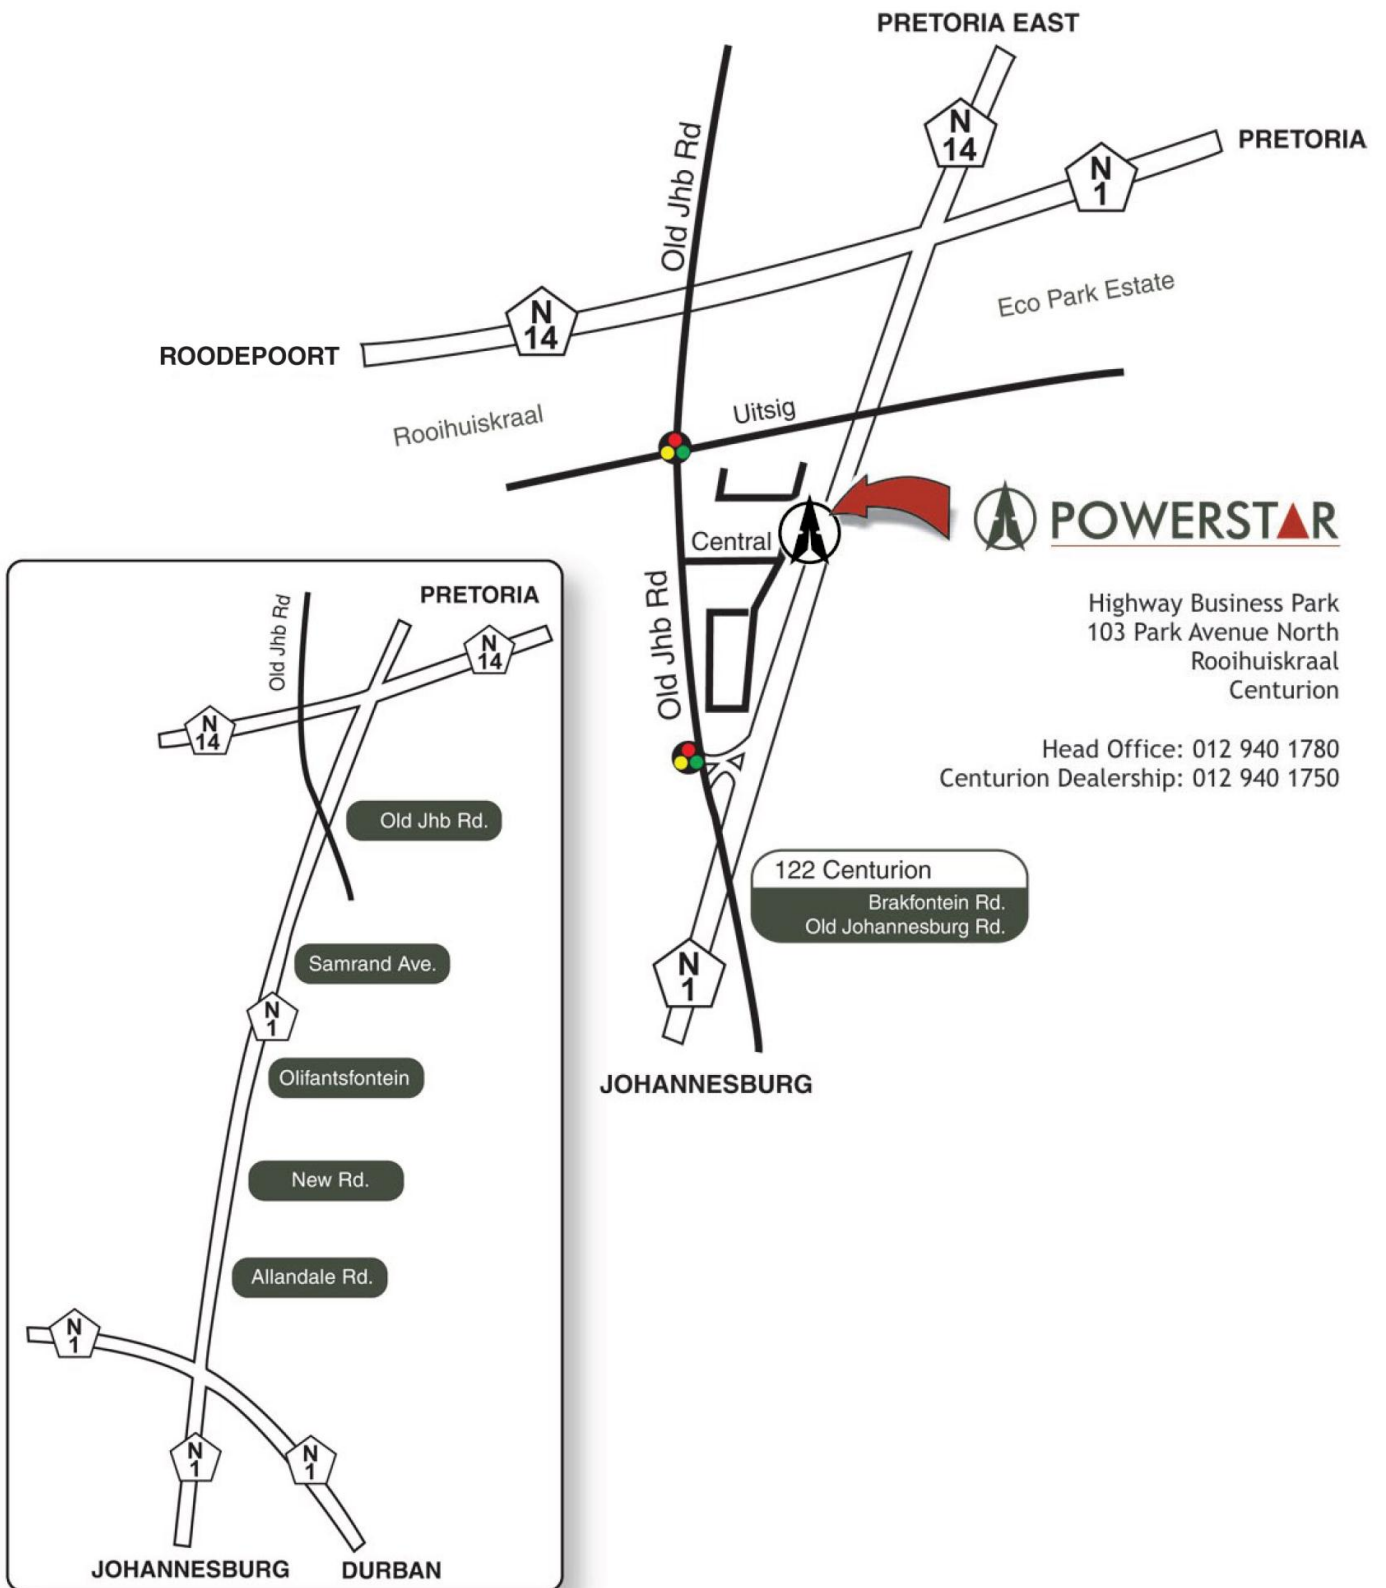 PRETORIA EAST
N
14
PRETORIA
N
1
Old Jhb Rd
Eco Park Estate
N
14
ROODEPOORT
Rooihuiskraal
Uitsig
POWERSTAR
Central
Old Jhb Rd
Highway Business Park
103 Park Avenue North
Rooihuiskraal
Centurion
Head Office: 012 940 1780
Centurion Dealership: 012 940 1750
122 Centurion
Brakfontein Rd.
Old Johannesburg Rd.
N
1
JOHANNESBURG
PRETORIA
Old Jhb Rd
N
14
N
14
Old Jhb Rd.
Samrand Ave.
N
1
Olifantsfontein
New Rd.
Allandale Rd.
N
1
N
1
N
1
JOHANNESBURG
DURBAN